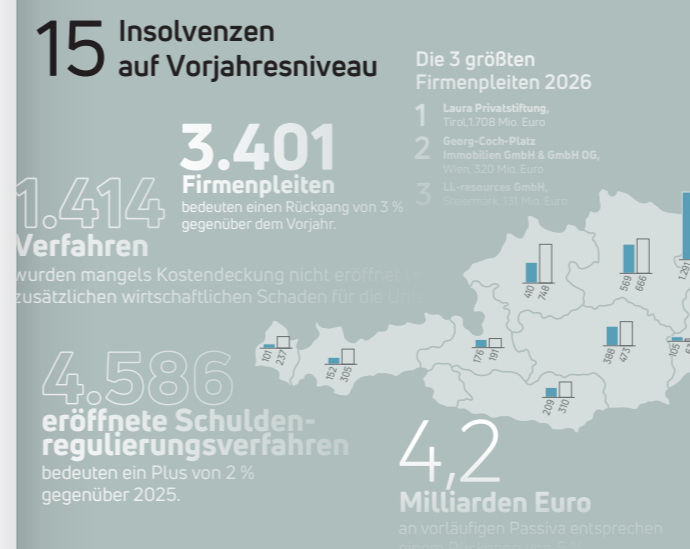 15
Insolvenzen
auf Vorjahresniveau
Die 3 größten
Firmenpleiten 2026
1 Laura Privatstiftung,
Tirol, 1.708 Mio. Euro
2 Georg-Coch-Platz
Immobilien GmbH & GmbH OG,
Wien, 320 Mio. Euro
3 LL-resources GmbH,
Steiermark, 131 Mio. Euro
3.401
Firmenpleiten
bedeuten einen Rückgang von 3 %
gegenüber dem Vorjahr.
1.414
Verfahren
wurden mangels Kostendeckung nicht eröffnet
zusätzlichen wirtschaftlichen Schaden für die
4.586
eröffnete Schulden-
regulierungsverfahren
bedeuten ein Plus von 2 %
gegenüber 2025.
101 237
152 305
176 191
410 748
569 666
1.291
388 473
105
209 310
4,2
Milliarden Euro
an vorläufigen Passiva entsprechen